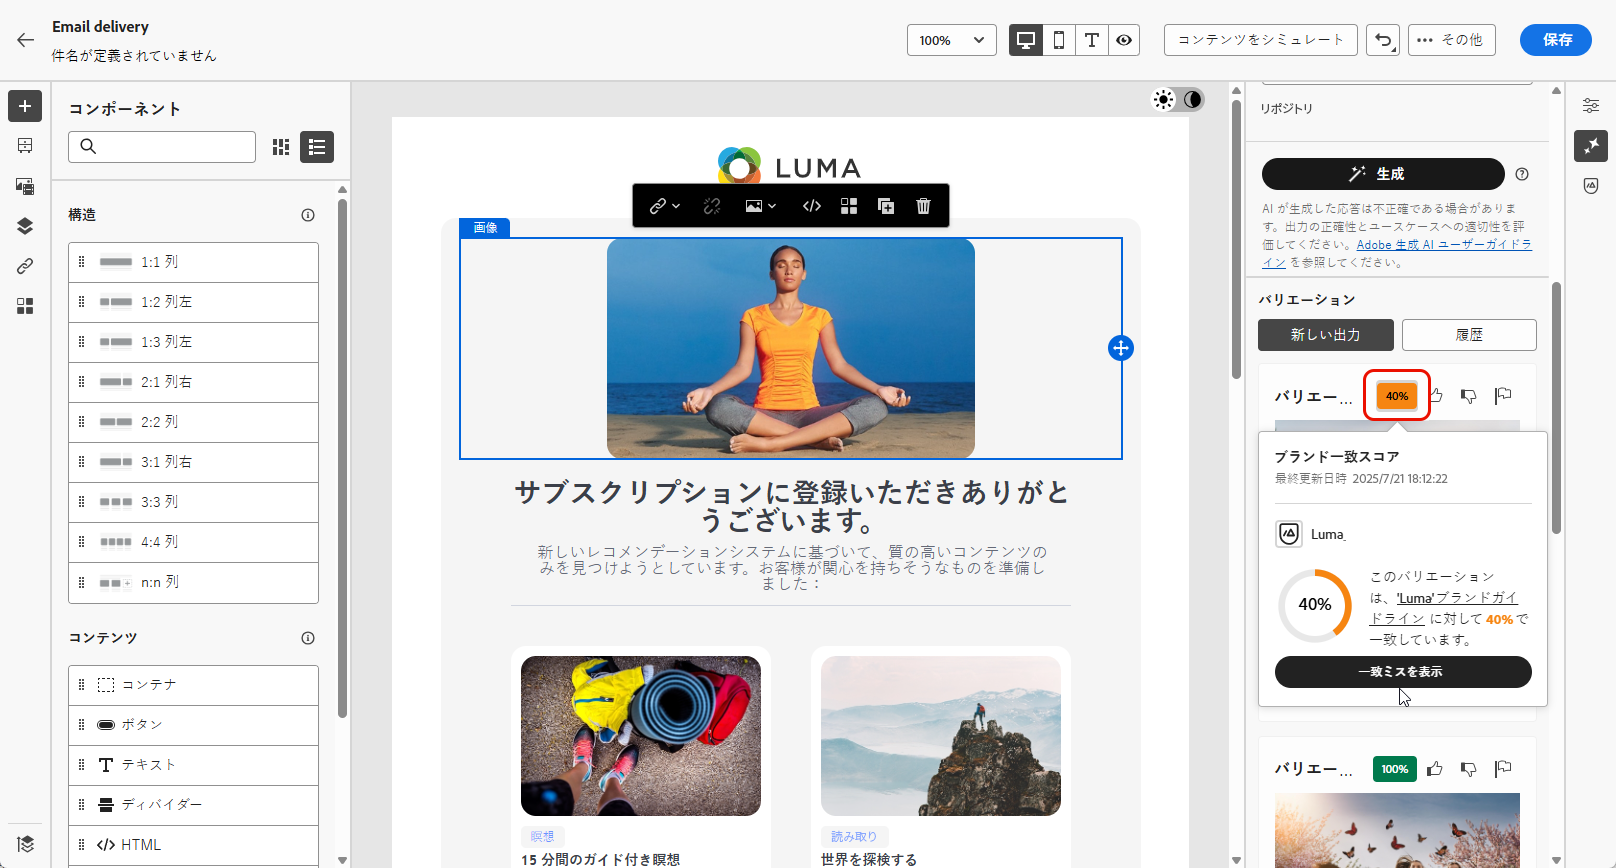 Email delivery
件名が定義されていません
100%
コンテンツをシミュレート
その他
保存
コンポーネント
構造
1:1 列
1:2 列左
1:3 列左
2:1 列右
2:2 列
3:1 列右
3:3 列
4:4 列
n:n 列
コンテンツ
コンテナ
ボタン
テキスト
ディバイダー
HTML
LUMA
画像
サブスクリプションに登録いただきありがと
うございます。
新しいレコメンデーションシステムに基づいて、質の高いコンテンツの
みを見つけようとしています。お客様が関心を持ちそうなものを準備し
ました：
瞑想
15 分間のガイド付き瞑想
読み取り
世界を探検する
リポジトリ
生成
AI が生成した応答は不正確である場合がありま
す。出力の正確性とユースケースへの適切性を評
価してください。Adobe 生成 AI ユーザーガイドラ
イン を参照してください。
バリエーション
新しい出力
履歴
バリエー...
40%
ブランド一致スコア
最終更新日時 2025/7/21 18:12:22
Luma.
40%
このバリエーション
は、'Luma'ブランドガイ
ドライン に対して 40% で
一致しています。
一致ミスを表示
バリエー...
100%